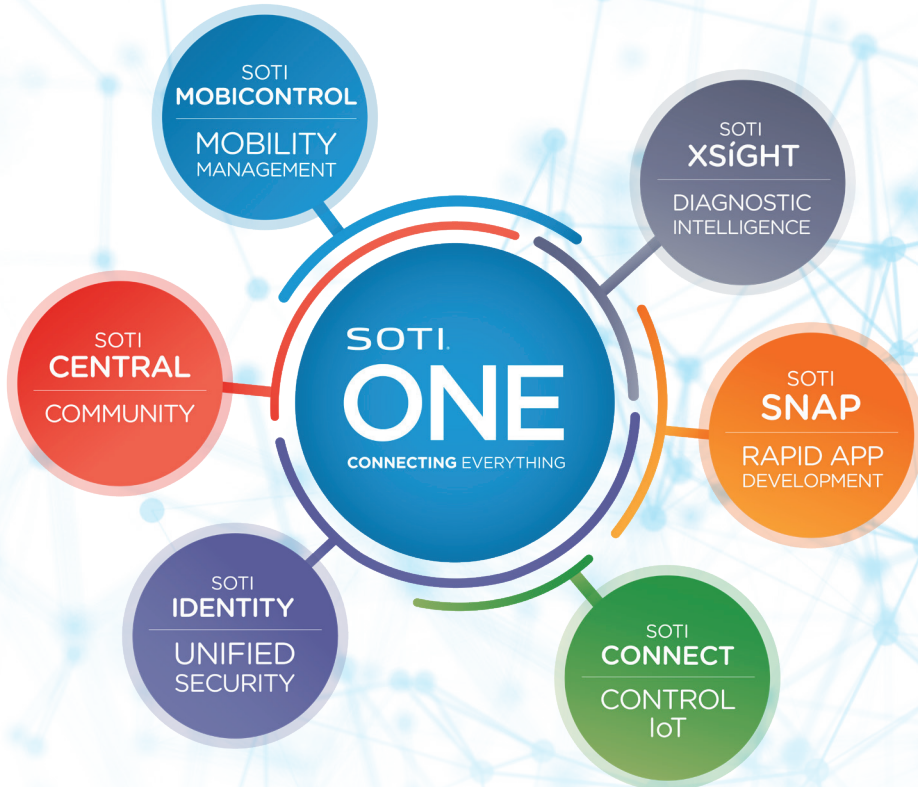 SOTI
MOBICONTROL
MOBILITY
MANAGEMENT
SOTI
XSíGHT
DIAGNOSTIC
INTELLIGENCE
SOTI
CENTRAL
COMMUNITY
SOTI.
ONE
CONNECTING EVERYTHING
SOTI
SNAP
RAPID APP
DEVELOPMENT
SOTI
IDENTITY
UNIFIED
SECURITY
SOTI
CONNECT
CONTROL
IoT